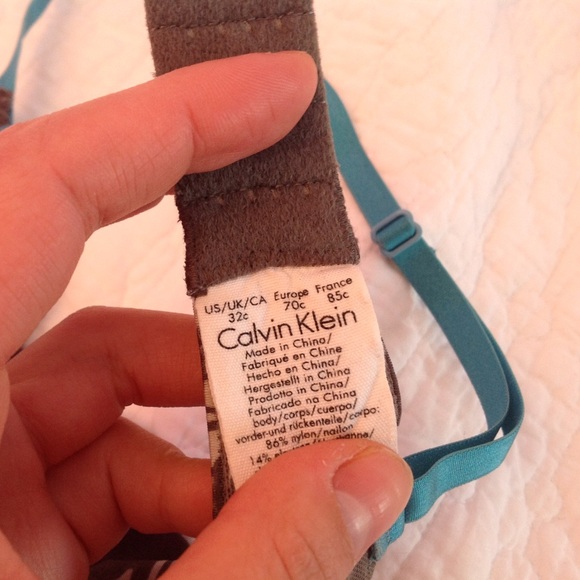 US/UK/CA Europe France
32c 70c 85c
Calvin Klein
Made in China/
Fabriqué en Chine
Hecho en China/
Hergestellt in China/
Prodotto in China/
Fabricado na China
body/corps/cuerpo/
vorder-und rückenteile/corpo:
86% nylon/nailon
14%